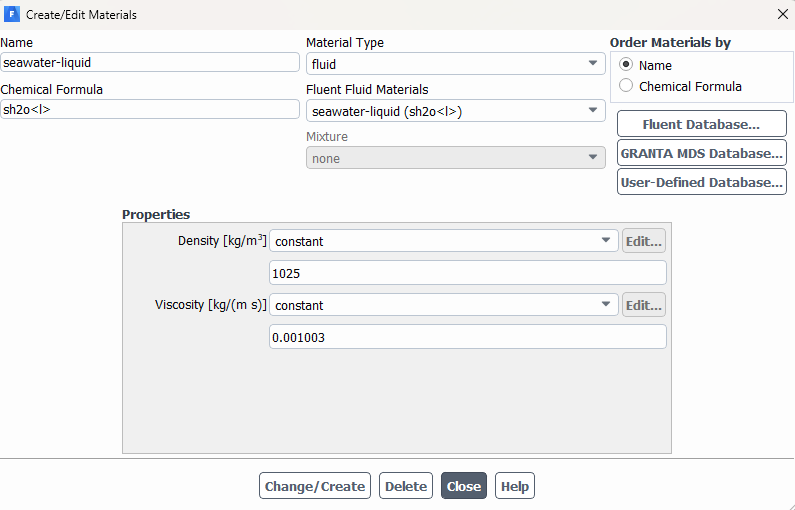 Create/Edit Materials
Name
seawater-liquid
Chemical Formula
sh2o<l>
Material Type
fluid
Fluent Fluid Materials
seawater-liquid (sh2o<l>)
Mixture
none
Order Materials by
Name
Chemical Formula
Fluent Database...
GRANTA MDS Database...
User-Defined Database...
Properties
Density [kg/m³] constant Edit...
1025
Viscosity [kg/(m s)] constant Edit...
0.001003
Change/Create Delete Close Help